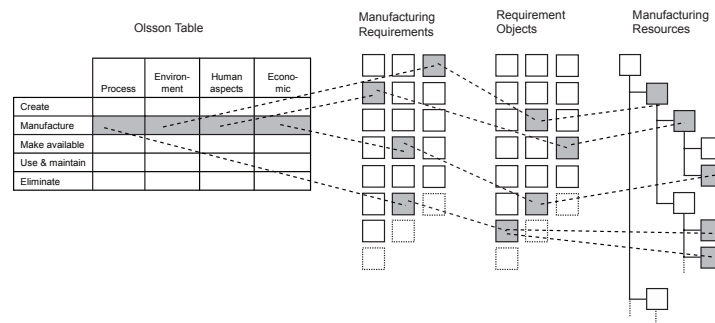 Olsson Table
Manufacturing
Requirements
Requirement
Objects
Manufacturing
Resources
Process
Environ-
ment
Human
aspects
Econo-
mic
Create
Manufacture
Make available
Use & maintain
Eliminate